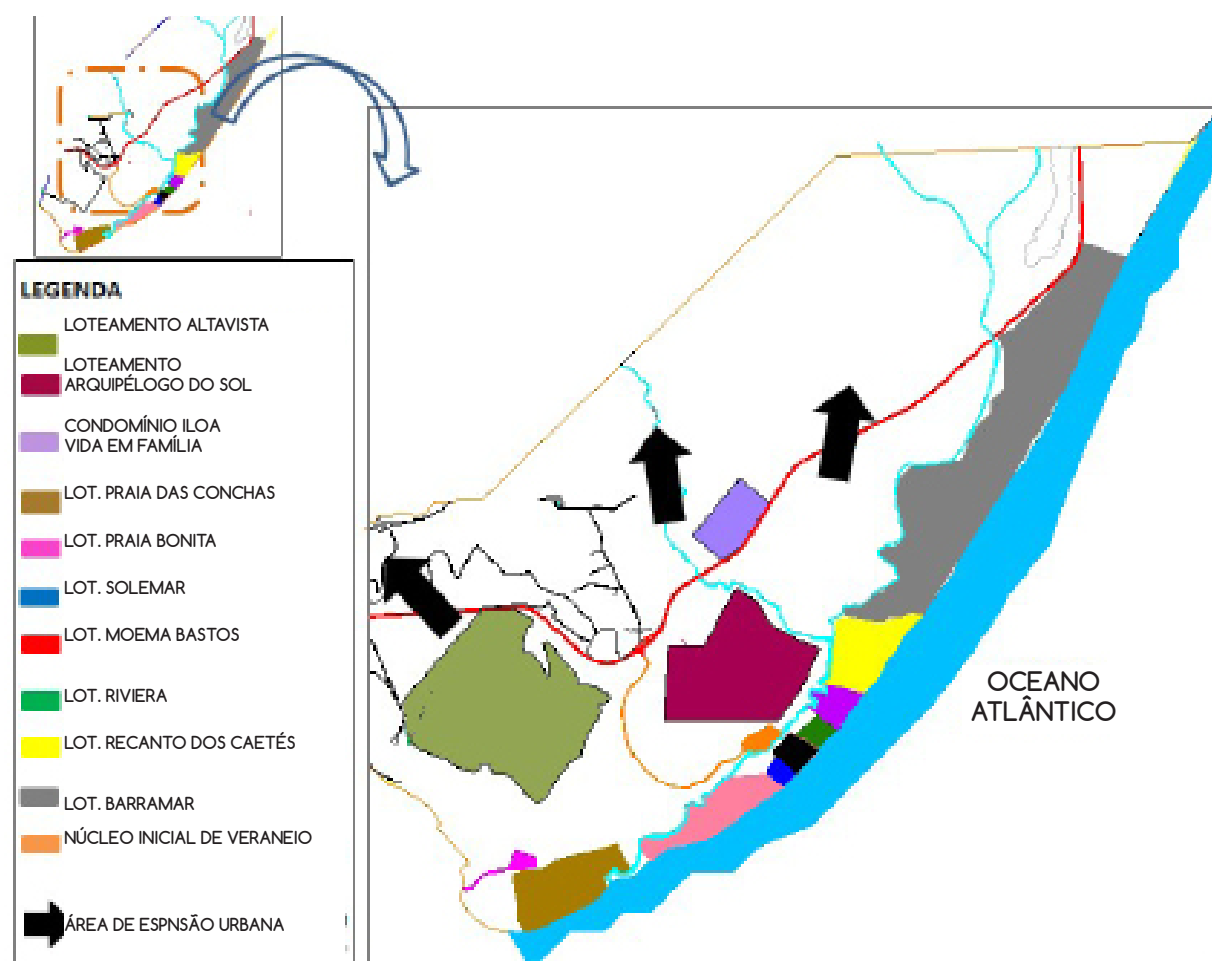 LEGENDA
LOTEAMENTO ALTAVISTA
LOTEAMENTO
ARQUIPÉLOGO DO SOL
CONDOMÍNIO ILOA
VIDA EM FAMÍLIA
LOT. PRAIA DAS CONCHAS
LOT. PRAIA BONITA
LOT. SOLEMAR
LOT. MOEMA BASTOS
LOT. RIVIERA
LOT. RECANTO DOS CAETÉS
LOT. BARRAMAR
NÚCLEO INICIAL DE VERANEIO
ÁREA DE ESPNSÃO URBANA
OCEANO
ATLÂNTICO